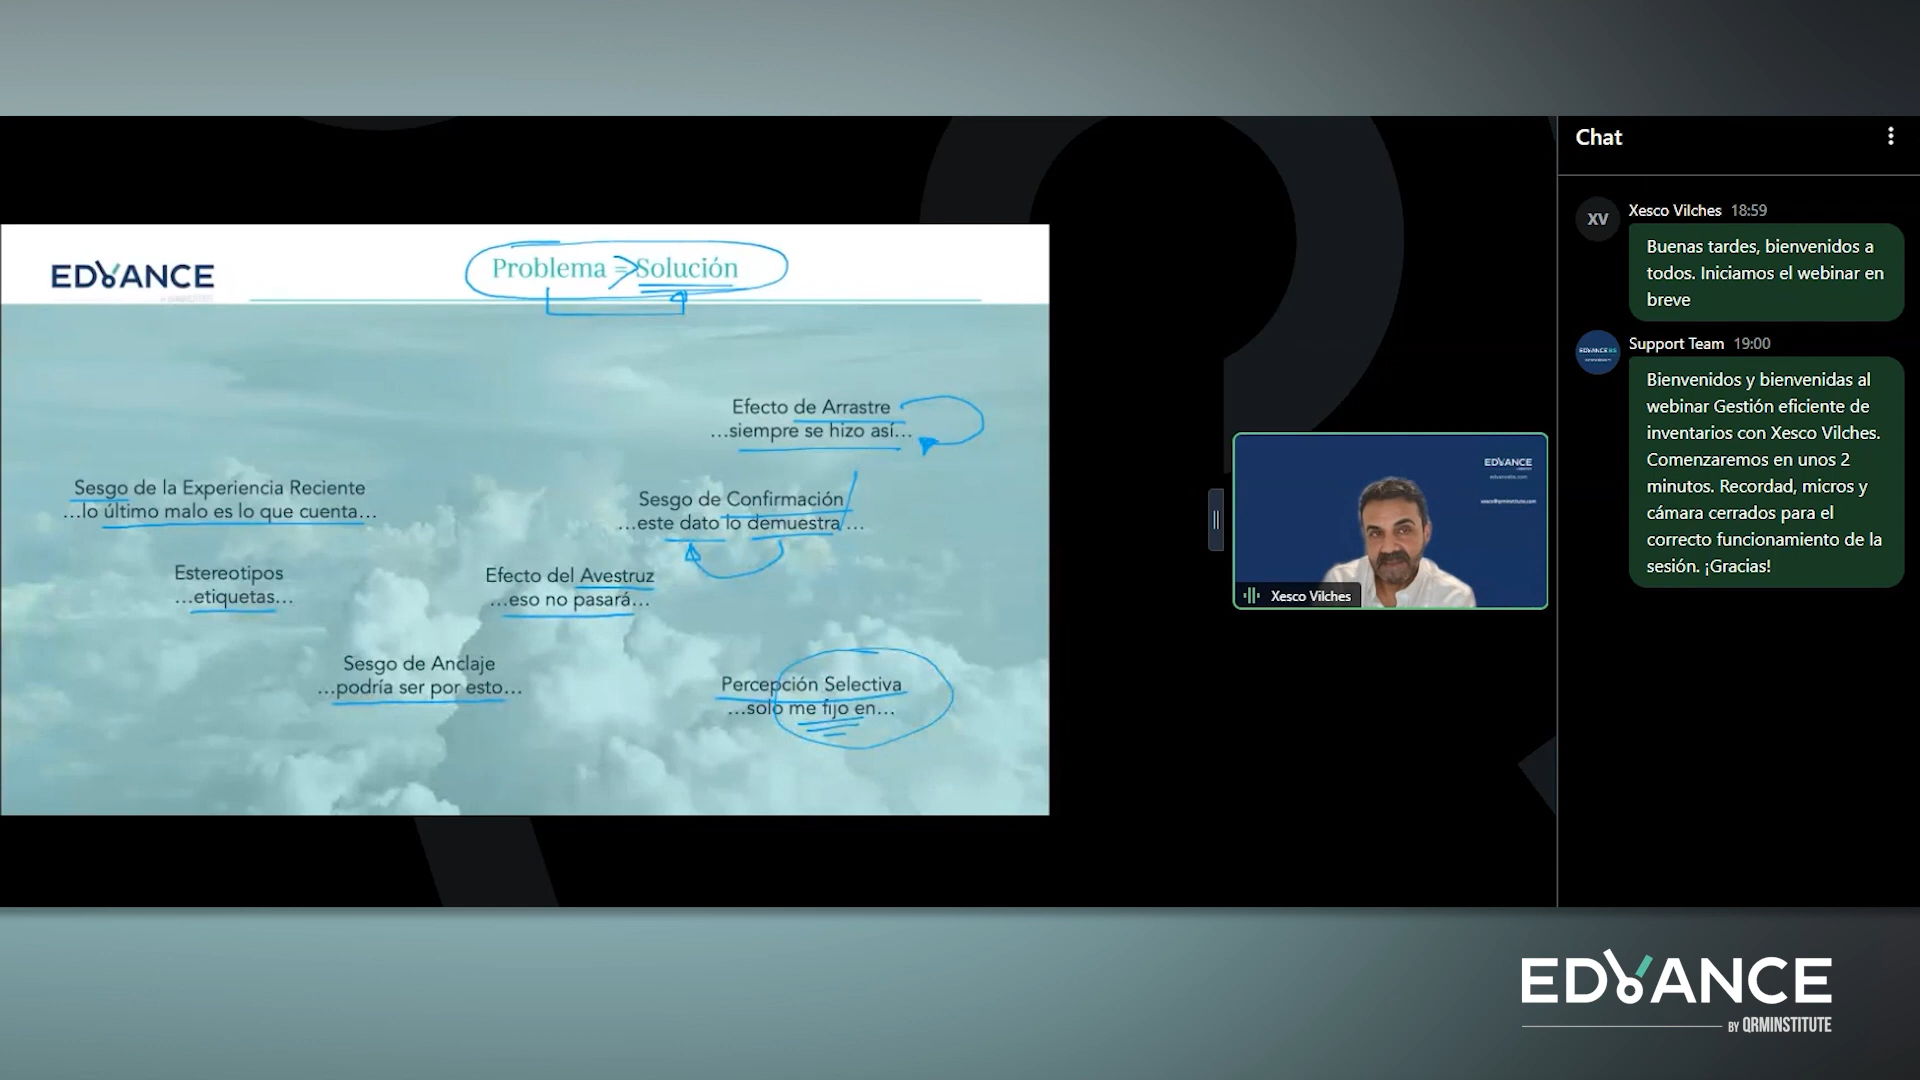 EDVANCE
Problema => Solución
Efecto de Arrastre
...siempre se hizo así...
Sesgo de la Experiencia Reciente
...lo último malo es lo que cuenta...
Sesgo de Confirmación
...este dato lo demuestra...
Estereotipos
...etiquetas...
Efecto del Avestruz
...eso no pasará...
Sesgo de Anclaje
...podría ser por esto...
Percepción Selectiva
...solo me fijo en...
EDVANCE
xesco@qrminstitute.com
Xesco Vilches
Chat
XV
Xesco Vilches 18:59
Buenas tardes, bienvenidos a
todos. Iniciamos el webinar en
breve
Support Team 19:00
Bienvenidos y bienvenidas al
webinar Gestión eficiente de
inventarios con Xesco Vilches.
Comenzaremos en unos 2
minutos. Recordad, micros y
cámara cerrados para el
correcto funcionamiento de la
sesión. ¡Gracias!
EDVANCE
BY QRMINSTITUTE